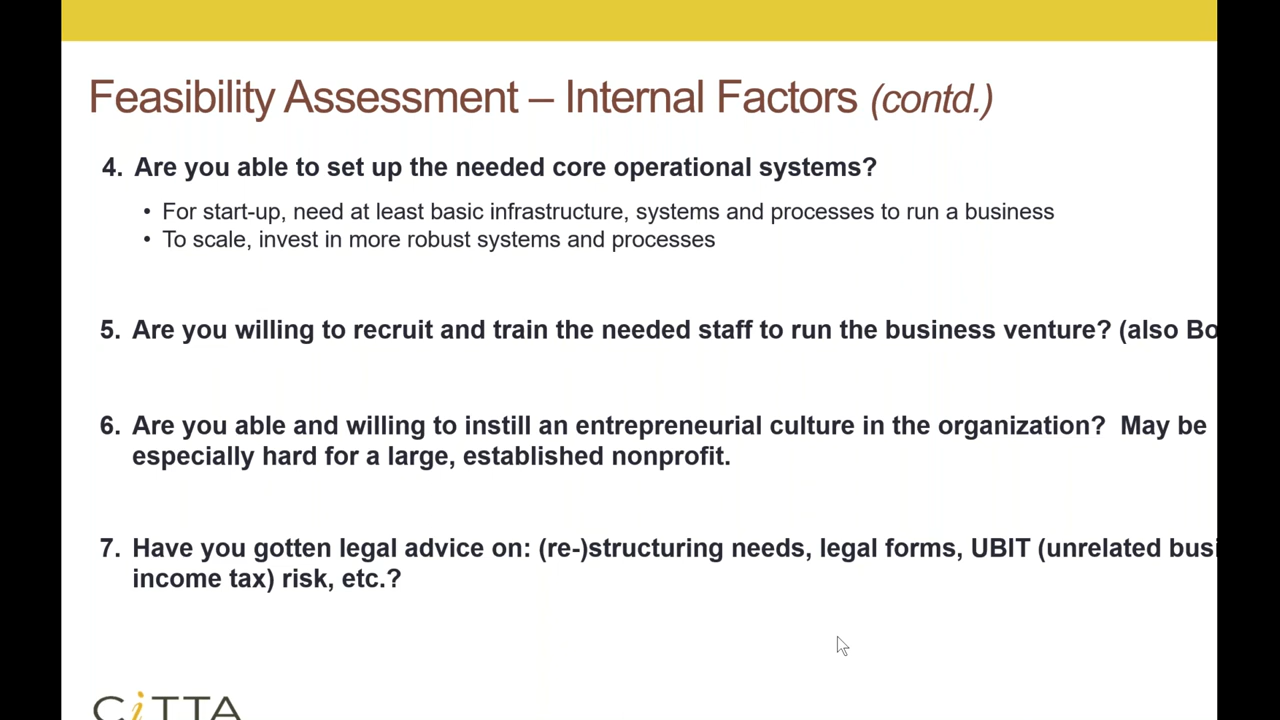 Feasibility Assessment – Internal Factors (contd.)
4. Are you able to set up the needed core operational systems?
• For start-up, need at least basic infrastructure, systems and processes to run a business
• To scale, invest in more robust systems and processes
5. Are you willing to recruit and train the needed staff to run the business venture? (also Bo
6. Are you able and willing to instill an entrepreneurial culture in the organization? May be
especially hard for a large, established nonprofit.
7. Have you gotten legal advice on: (re-)structuring needs, legal forms, UBIT (unrelated busi
income tax) risk, etc.?
CiTTA